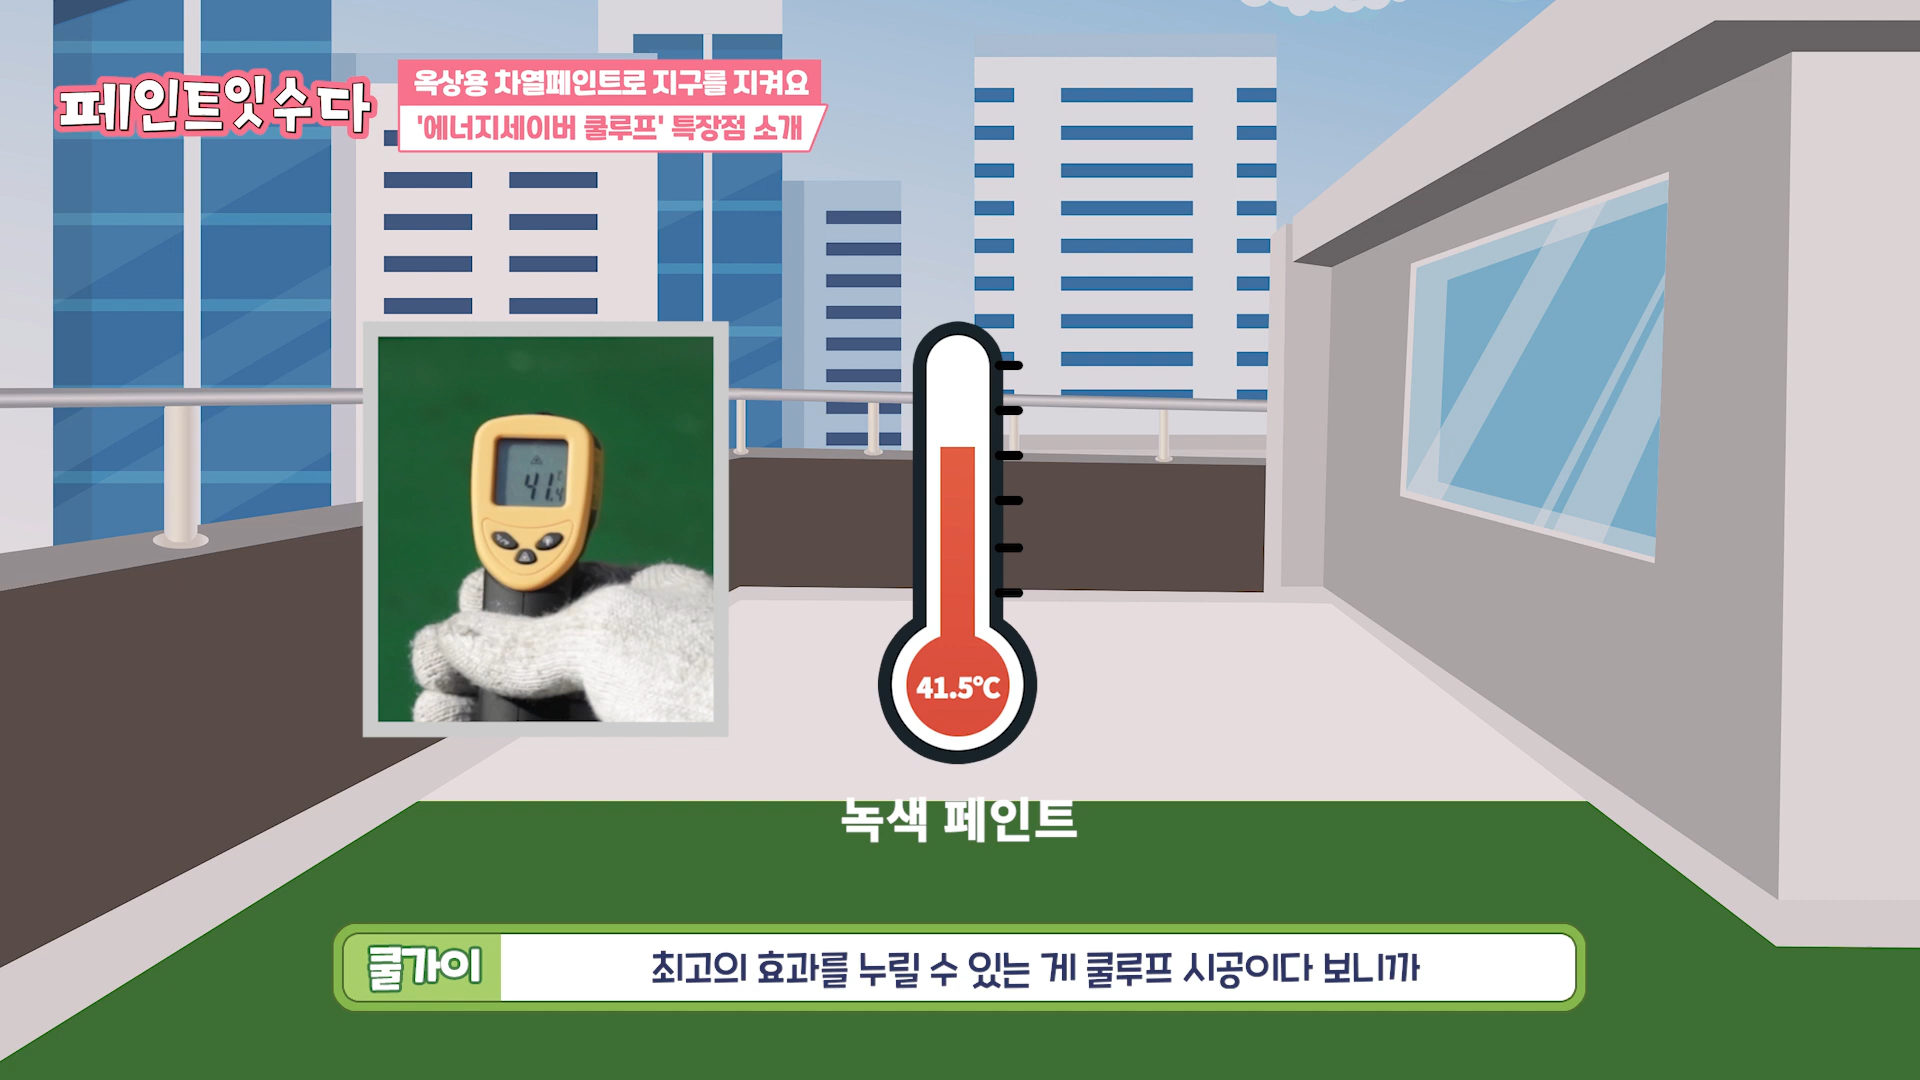 페인트잇수다
옥상용 차열페인트로 지구를 지켜요
'에너지세이버 쿨루프' 특장점 소개
41.4
41.5℃
녹색 페인트
쿨가이
최고의 효과를 누릴 수 있는 게 쿨루프 시공이다 보니까